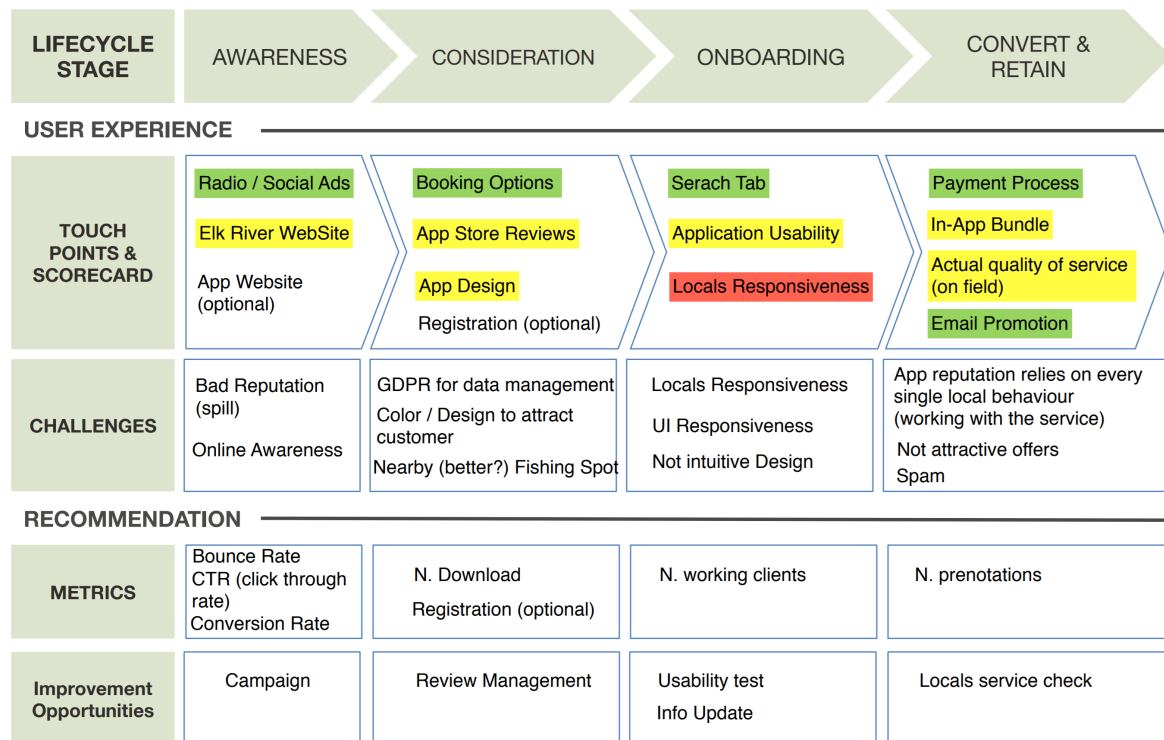 LIFECYCLE
STAGE
AWARENESS
CONSIDERATION
ONBOARDING
CONVERT &
RETAIN
USER EXPERIENCE
TOUCH
POINTS &
SCORECARD
Radio / Social Ads
Elk River WebSite
App Website
(optional)
Booking Options
App Store Reviews
App Design
Registration (optional)
Serach Tab
Application Usability
Locals Responsiveness
Payment Process
In-App Bundle
Actual quality of service
(on field)
Email Promotion
CHALLENGES
Bad Reputation
(spill)
Online Awareness
GDPR for data management
Color / Design to attract
customer
Nearby (better?) Fishing Spot
Locals Responsiveness
UI Responsiveness
Not intuitive Design
App reputation relies on every
single local behaviour
(working with the service)
Not attractive offers
Spam
RECOMMENDATION
METRICS
Bounce Rate
CTR (click through
rate)
Conversion Rate
N. Download
Registration (optional)
N. working clients
N. prenotations
Improvement
Opportunities
Campaign
Review Management
Usability test
Info Update
Locals service check